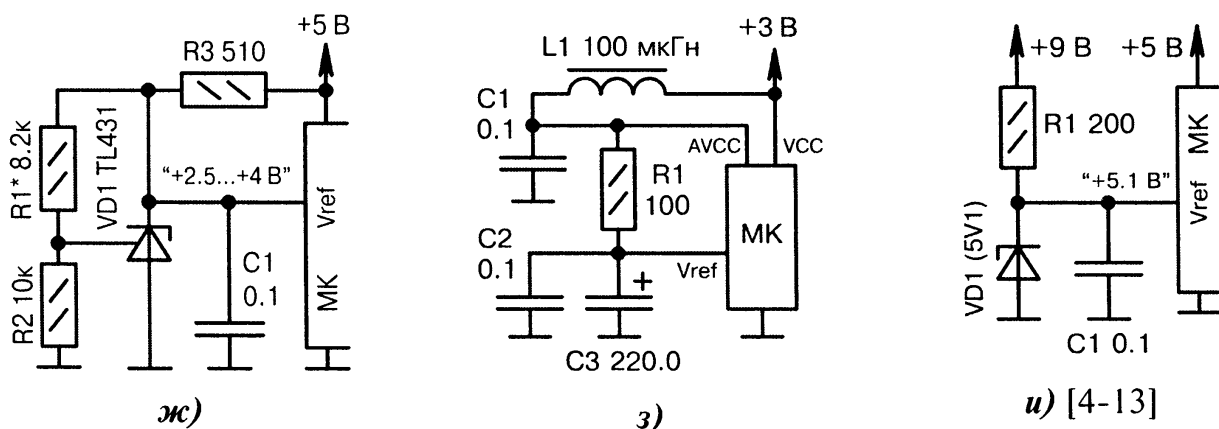 +5 В
R3 510
R1* 8.2к
VD1 TL431
“+2.5...+4 В”
Vref
R2 10к
C1
0.1
МК
ж)
+3 В
L1 100 мкГн
C1
0.1
AVCC
VCC
R1
100
МК
C2
0.1
Vref
+
C3 220.0
з)
+9 В
+5 В
R1 200
МК
“+5.1 В”
Vref
VD1 (5V1)
C1 0.1
и) [4-13]